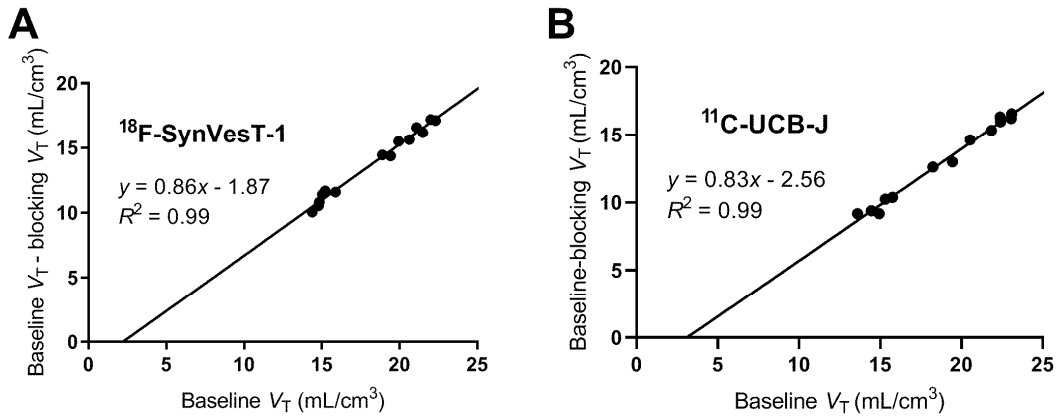 A
Baseline VT - blocking VT (mL/cm3)
20
15
10
5
0
18F-SynVesT-1
y = 0.86x - 1.87
R2 = 0.99
0 5 10 15 20 25
Baseline VT (mL/cm3)
B
Baseline-blocking VT (mL/cm3)
20
15
10
5
0
11C-UCB-J
y = 0.83x - 2.56
R2 = 0.99
0 5 10 15 20 25
Baseline VT (mL/cm3)